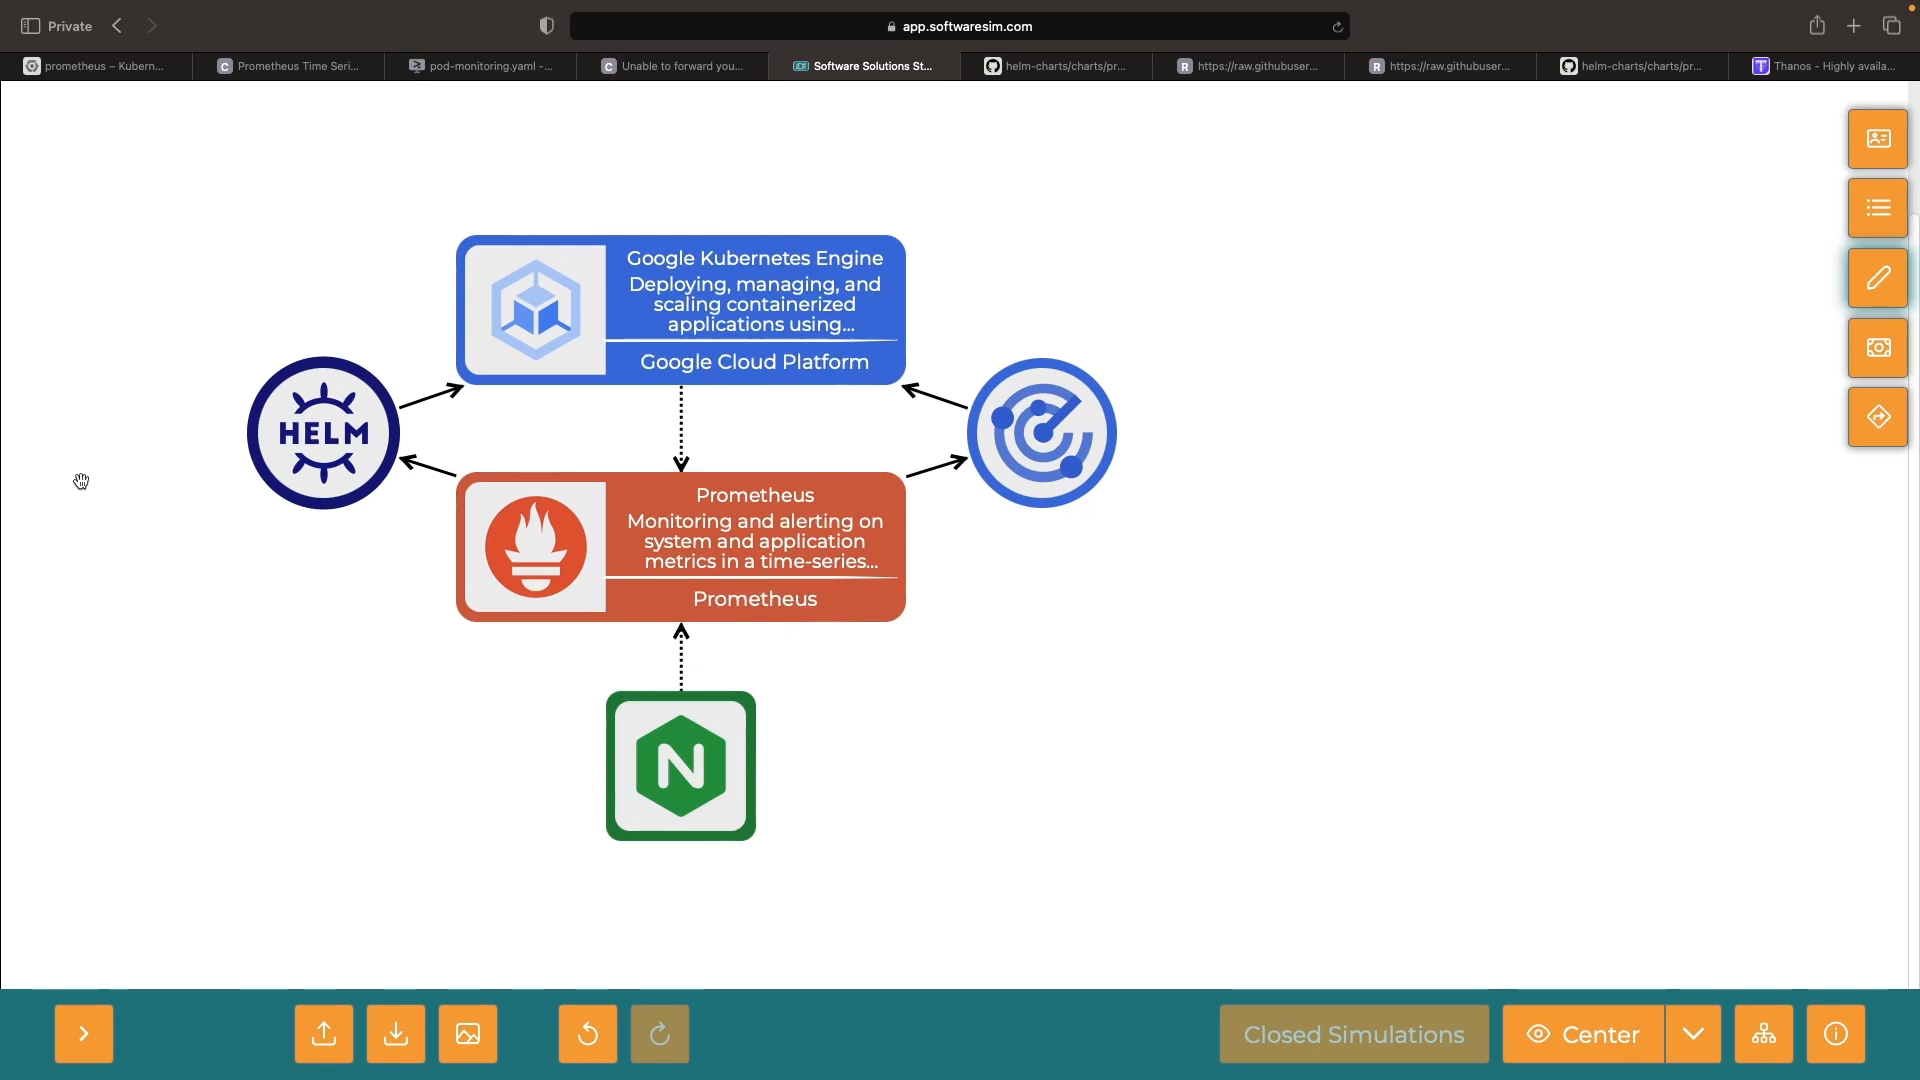 Private
app.softwaresim.com
prometheus – Kubern...
Prometheus Time Seri...
pod-monitoring.yaml -...
Unable to forward you...
Software Solutions St...
helm-charts/charts/pr...
https://raw.githubuser...
https://raw.githubuser...
helm-charts/charts/pr...
Thanos - Highly availa...
Google Kubernetes Engine
Deploying, managing, and
scaling containerized
applications using...
Google Cloud Platform
HELM
Prometheus
Monitoring and alerting on
system and application
metrics in a time-series...
Prometheus
N
Closed Simulations
Center